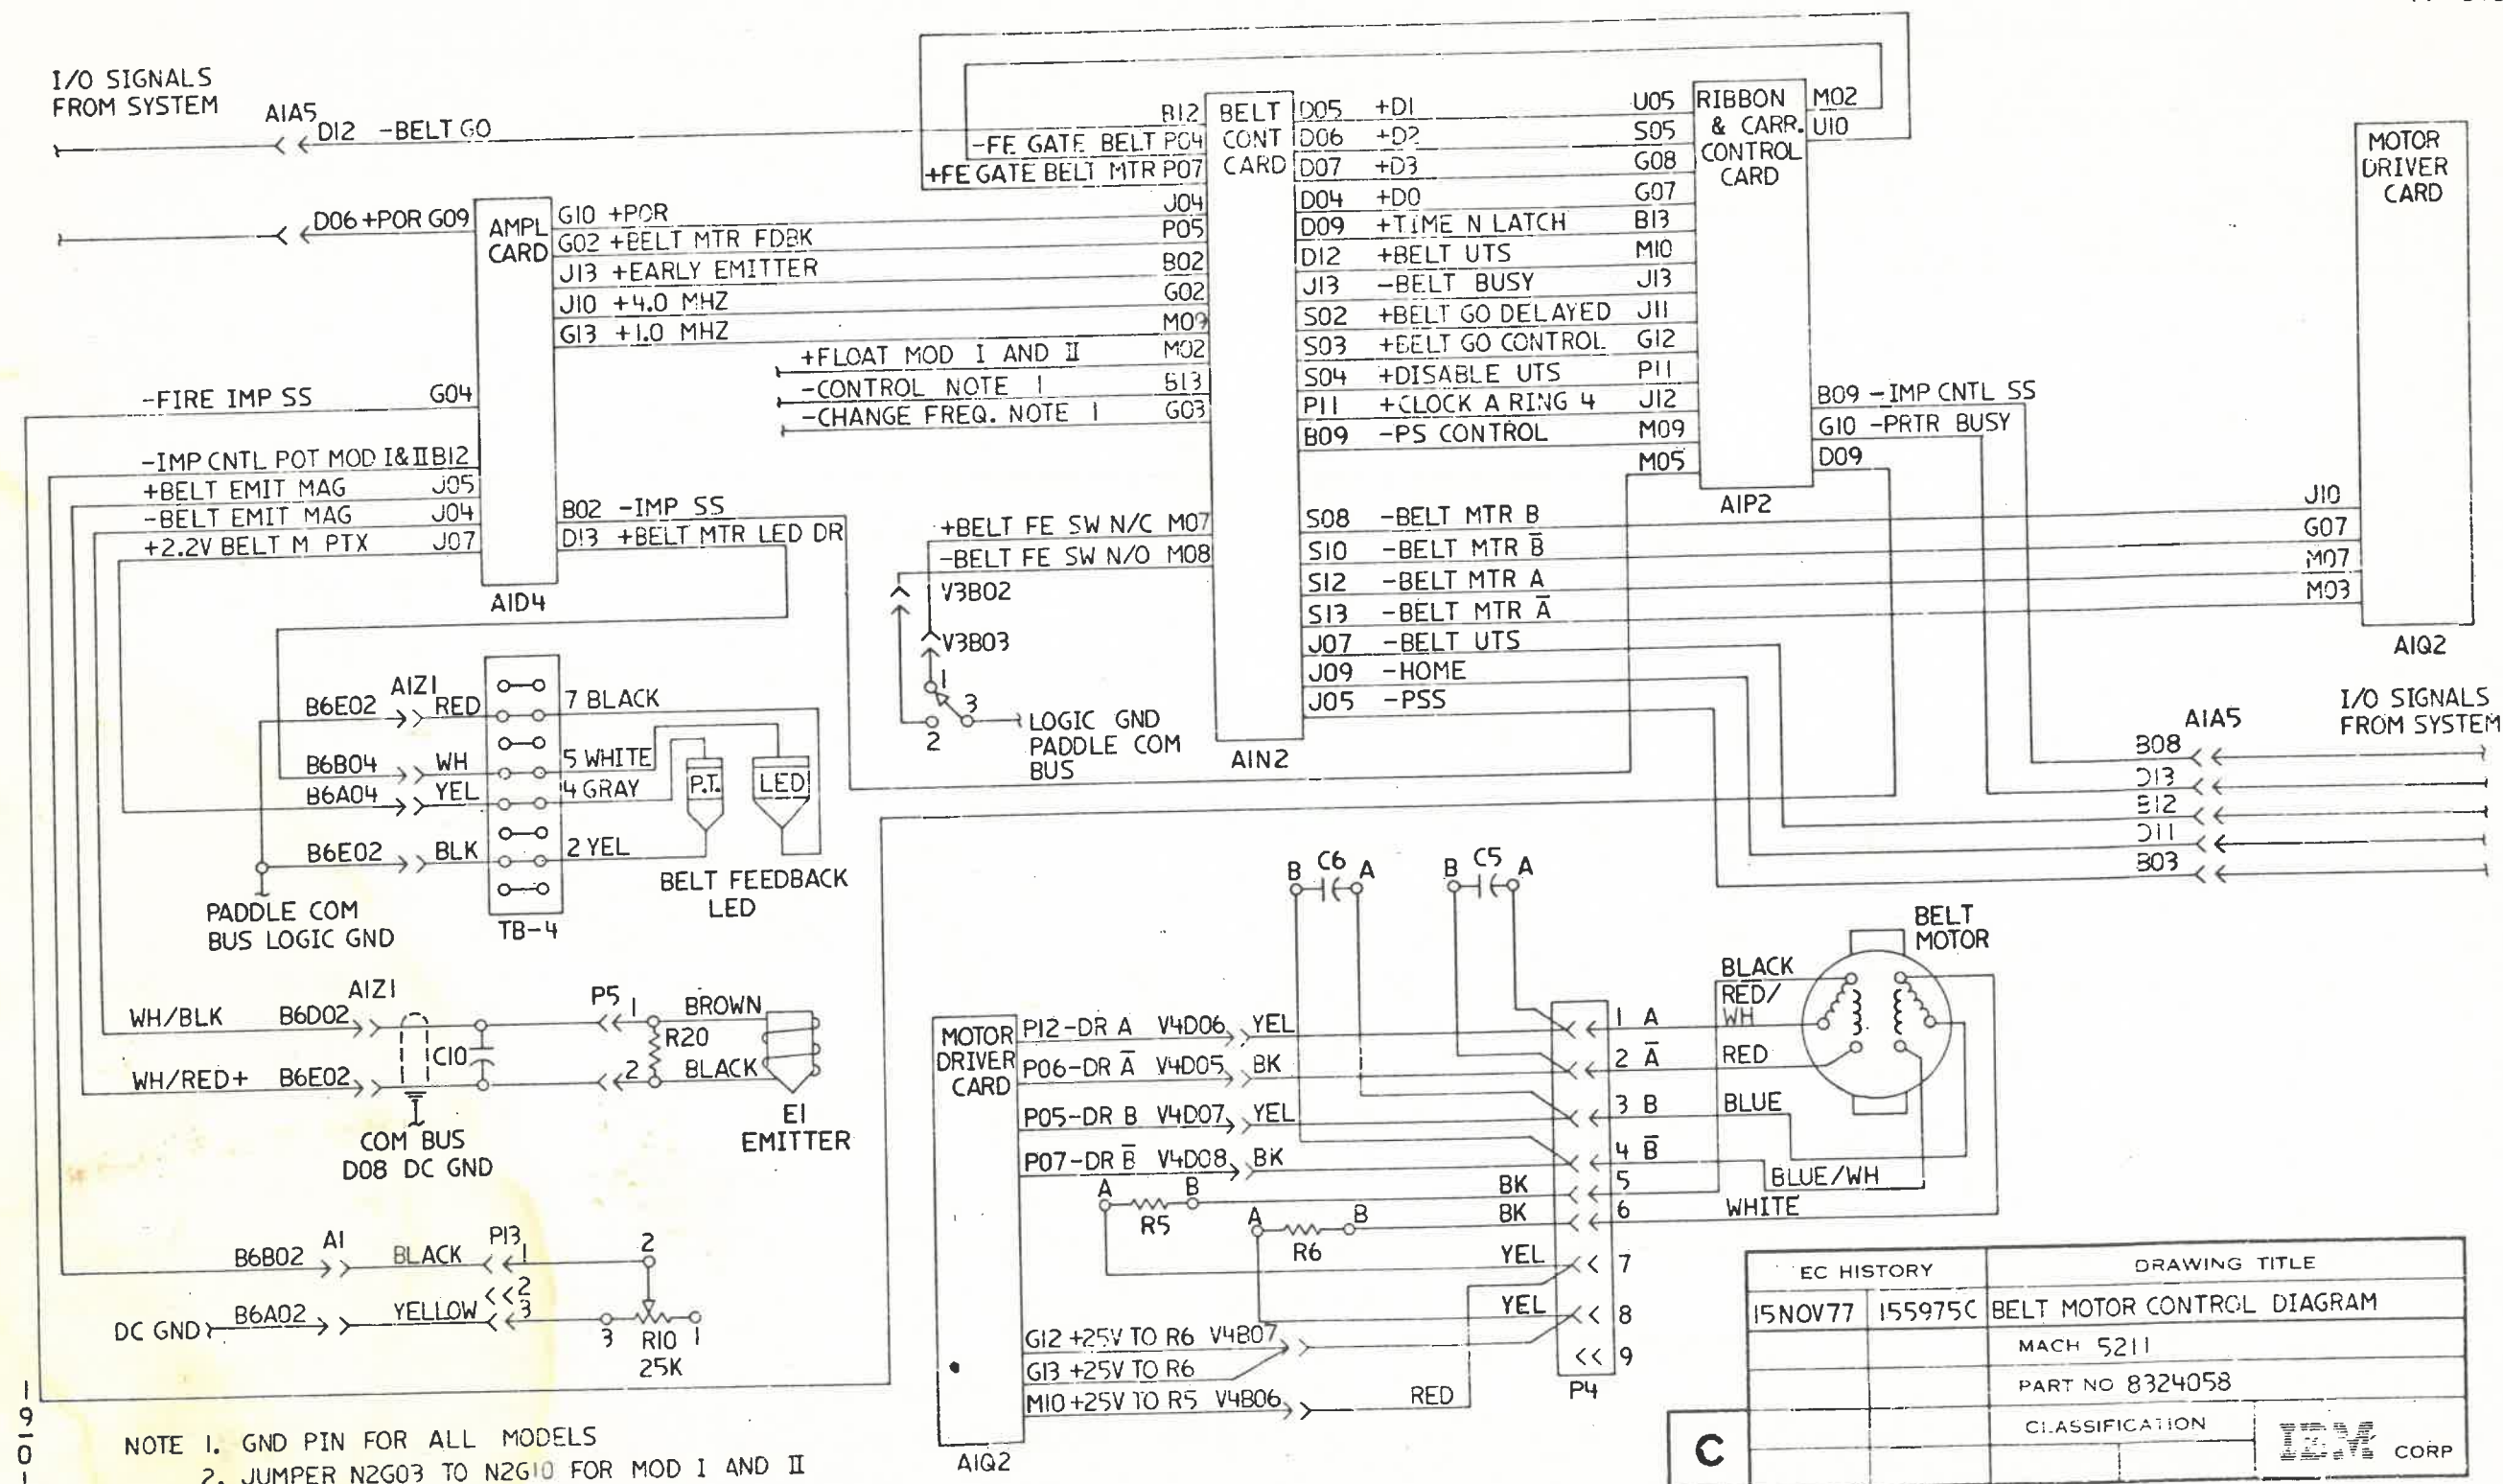 I/O SIGNALS
FROM SYSTEM
A1A5
D12 -BELT GO
D06 +POR G09
AMPL
CARD
G10 +POR
G02 +BELT MTR FDBK
J13 +EARLY EMITTER
J10 +4.0 MHZ
G13 +1.0 MHZ
-FIRE IMP SS G04
-IMP CNTL POT MOD I&II B12
+BELT EMIT MAG J05
-BELT EMIT MAG J04
+2.2V BELT M PTX J07
B02 -IMP SS
D13 +BELT MTR LED DR
A1D4
B12
-FE GATE BELT P04
+FE GATE BELT MTR P07
J04
P05
B02
G02
M09
+FLOAT MOD I AND II M02
-CONTROL NOTE 1 B13
-CHANGE FREQ. NOTE 1 G03
+BELT FE SW N/C M07
-BELT FE SW N/O M08
V3B02
V3B03
1
3
2
LOGIC GND
PADDLE COM
BUS
BELT
CONT
CARD
A1N2
D05 +D1 U05
D06 +D2 S05
D07 +D3 G08
D04 +D0 G07
D09 +TIME N LATCH B13
D12 +BELT UTS M10
J13 -BELT BUSY J13
S02 +BELT GO DELAYED J11
S03 +BELT GO CONTROL G12
S04 +DISABLE UTS P11
P11 +CLOCK A RING 4 J12
B09 -PS CONTROL M09
M05
S08 -BELT MTR B
S10 -BELT MTR B̅
S12 -BELT MTR A
S13 -BELT MTR A̅
J07 -BELT UTS
J09 -HOME
J05 -PSS
RIBBON
& CARR.
CONTROL
CARD
M02
U10
B09 -IMP CNTL SS
G10 -PRTR BUSY
D09
A1P2
MOTOR
DRIVER
CARD
J10
G07
M07
M03
A1Q2
I/O SIGNALS
FROM SYSTEM
A1A5
B08
D13
B12
D11
B03
A1Z1
B6E02 RED 7 BLACK
B6B04 WH 5 WHITE
B6A04 YEL 4 GRAY
B6E02 BLK 2 YEL
P.T.
LED
BELT FEEDBACK
LED
PADDLE COM
BUS LOGIC GND
TB-4
A1Z1
WH/BLK B6D02
WH/RED+ B6E02
C10
P5
1 BROWN
R20
2 BLACK
COM BUS
D08 DC GND
E1
EMITTER
B6B02 A1 BLACK P13 1 2
2
DC GND B6A02 YELLOW 3
3 R10 1
25K
MOTOR
DRIVER
CARD
P12-DR A V4D06 YEL
P06-DR A̅ V4D05 BK
P05-DR B V4D07 YEL
P07-DR B̅ V4D08 BK
B C6 A
B C5 A
A B
R5
A B
R6
BK
BK
YEL
YEL
G12 +25V TO R6 V4B07
G13 +25V TO R6
M10 +25V TO R5 V4B06 RED
A1Q2
1 A
2 A̅
3 B
4 B̅
5
6
7
8
9
P4
BELT
MOTOR
BLACK
RED/
WH
RED
BLUE
BLUE/WH
WHITE
EC HISTORY DRAWING TITLE
15NOV77 155975C BELT MOTOR CONTROL DIAGRAM
MACH 5211
PART NO 8324058
CLASSIFICATION
C
IBM CORP
NOTE 1. GND PIN FOR ALL MODELS
2. JUMPER N2G03 TO N2G10 FOR MOD I AND II